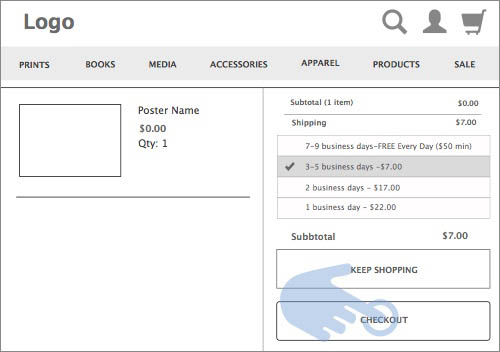 Logo
PRINTS BOOKS MEDIA ACCESSORIES APPAREL PRODUCTS SALE
Poster Name
$0.00
Qty: 1
Subtotal (1 item) $0.00
Shipping $7.00
7-9 business days-FREE Every Day ($50 min)
3-5 business days -$7.00
2 business days - $17.00
1 business day - $22.00
Subbtotal $7.00
KEEP SHOPPING
CHECKOUT